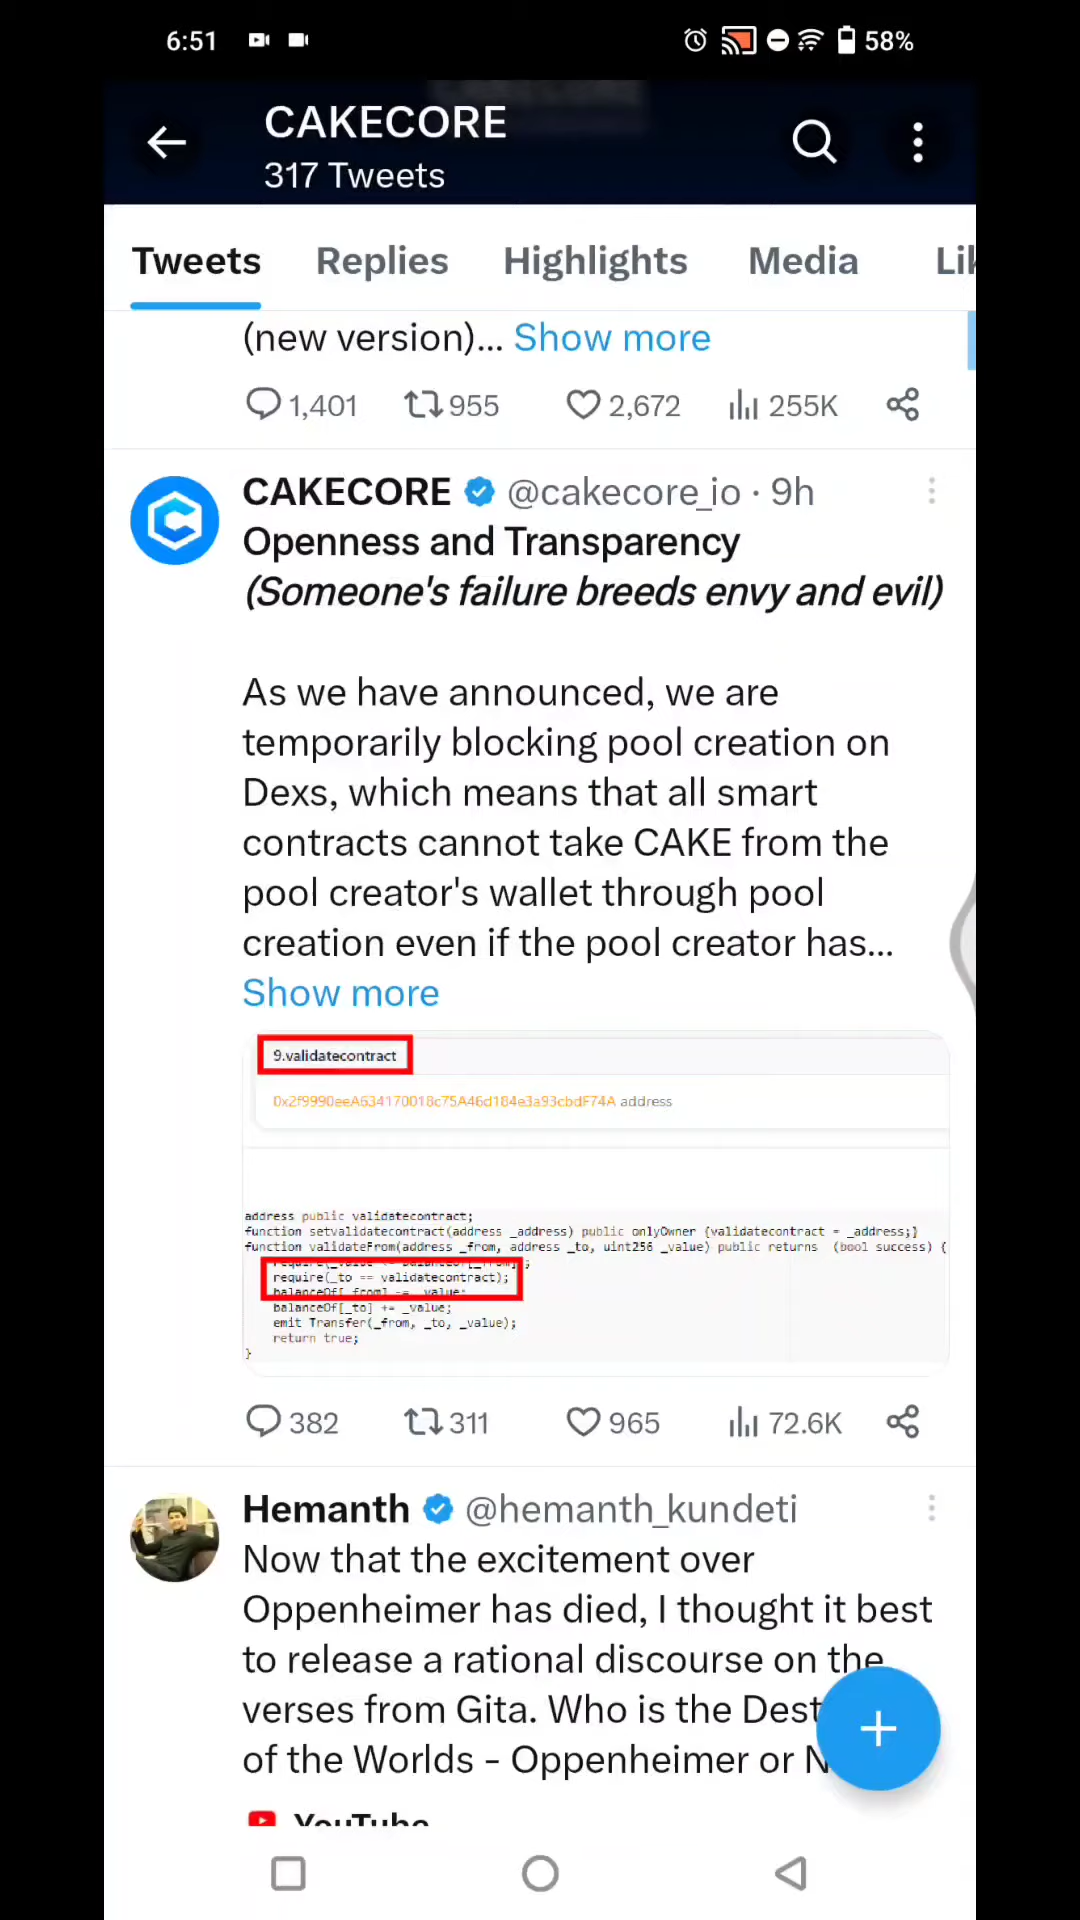 6:51
58%
CAKECORE
317 Tweets
Tweets Replies Highlights Media Lik
(new version)... Show more
1,401 955 2,672 255K
CAKECORE @cakecore_io · 9h
Openness and Transparency
(Someone's failure breeds envy and evil)
As we have announced, we are
temporarily blocking pool creation on
Dexs, which means that all smart
contracts cannot take CAKE from the
pool creator's wallet through pool
creation even if the pool creator has...
Show more
9.validatecontract
0x2f9990eeA634170018c75A46d184e3a93cbdF74A address
address public validatecontract;
function setvalidatecontract(address _address) public onlyOwner {validatecontract = _address;}
function validateFrom(address _from, address _to, uint256 _value) public returns (bool success) {
require(_to == validatecontract);
balanceOf[_from] -= _value;
balanceOf[_to] += _value;
emit Transfer(_from, _to, _value);
return true;
}
382 311 965 72.6K
Hemanth @hemanth_kundeti
Now that the excitement over
Oppenheimer has died, I thought it best
to release a rational discourse on the
verses from Gita. Who is the Dest
of the Worlds - Oppenheimer or N
YouTube